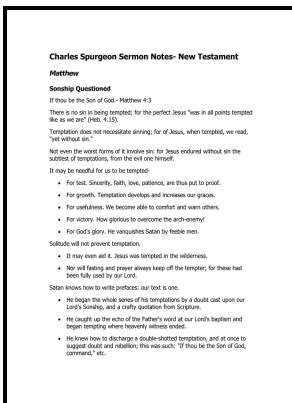 Charles Spurgeon Sermon Notes- New Testament
Matthew
Sonship Questioned
If thou be the Son of God.- Matthew 4:3
There is no sin in being tempted; for the perfect Jesus "was in all points tempted
like as we are" (Heb. 4:15).
Temptation does not necessitate sinning; for of Jesus, when tempted, we read,
"yet without sin."
Not even the worst forms of it involve sin: for Jesus endured without sin the
subtlest of temptations, from the evil one himself.
It may be needful for us to be tempted-
• For test. Sincerity, faith, love, patience, are thus put to proof.
• For growth. Temptation develops and increases our graces.
• For usefulness. We become able to comfort and warn others.
• For victory. How glorious to overcome the arch-enemy!
• For God's glory. He vanquishes Satan by feeble men.
Solitude will not prevent temptation.
• It may even aid it. Jesus was tempted in the wilderness.
• Nor will fasting and prayer always keep off the tempter; for these had
been fully used by our Lord.
Satan knows how to write prefaces: our text is one.
• He began the whole series of his temptations by a doubt cast upon our
Lord's Sonship, and a crafty quotation from Scripture.
• He caught up the echo of the Father's word at our Lord's baptism and
began tempting where heavenly witness ended.
• He knew how to discharge a double-shotted temptation, and at once to
suggest doubt and rebellion; this was such: "If thou be the Son of God,
command," etc.